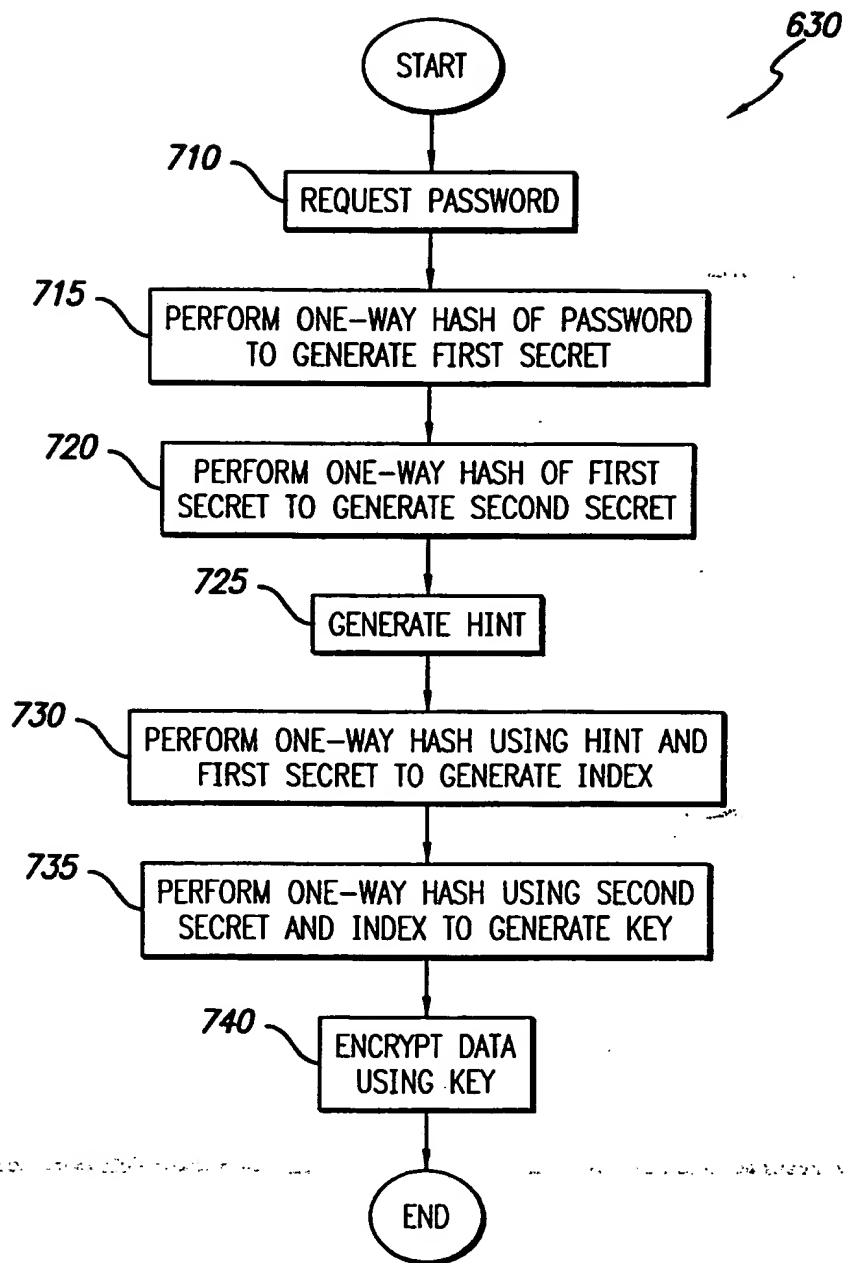 630
START
710
REQUEST PASSWORD
715
PERFORM ONE-WAY HASH OF PASSWORD
TO GENERATE FIRST SECRET
720
PERFORM ONE-WAY HASH OF FIRST
SECRET TO GENERATE SECOND SECRET
725
GENERATE HINT
730
PERFORM ONE-WAY HASH USING HINT AND
FIRST SECRET TO GENERATE INDEX
735
PERFORM ONE-WAY HASH USING SECOND
SECRET AND INDEX TO GENERATE KEY
740
ENCRYPT DATA
USING KEY
END